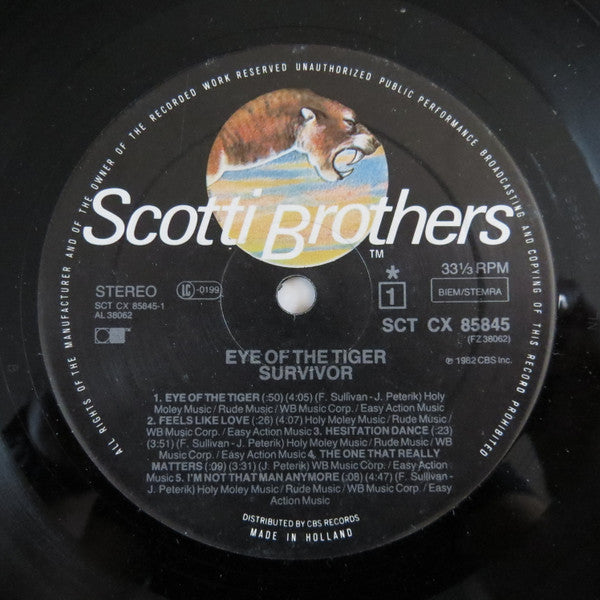 ALL RIGHTS OF THE MANUFACTURER AND OF THE OWNER OF THE RECORDED WORK RESERVED UNAUTHORIZED PUBLIC PERFORMANCE BROADCASTING AND COPYING OF THIS RECORD PROHIBITED
Scotti Brothers
TM
STEREO
SCT CX 85845-1
AL 38062
LC-0199
*
1
33⅓ RPM
BIEM/STEMRA
SCT CX 85845
(FZ 38062)
℗ 1982 CBS Inc.
EYE OF THE TIGER
SURVIVOR
1. EYE OF THE TIGER (:50) (4:05) (F. Sullivan - J. Peterik) Holy
Moley Music / Rude Music / WB Music Corp. / Easy Action Music
2. FEELS LIKE LOVE (:26) (4:07) Holy Moley Music / Rude Music
/ WB Music Corp. / Easy Action Music 3. HESITATION DANCE (:23)
(3:51) (F. Sullivan - J. Peterik) Holy Moley Music / Rude Music /
WB Music Corp. / Easy Action Music 4. THE ONE THAT REALLY
MATTERS (:09) (3:31) (J. Peterik) WB Music Corp. / Easy Action
Music 5. I'M NOT THAT MAN ANYMORE (:08) (4:47) (F. Sullivan -
J. Peterik) Holy Moley Music / Rude Music / WB Music Corp. / Easy
Action Music
DISTRIBUTED BY CBS RECORDS
MADE IN HOLLAND